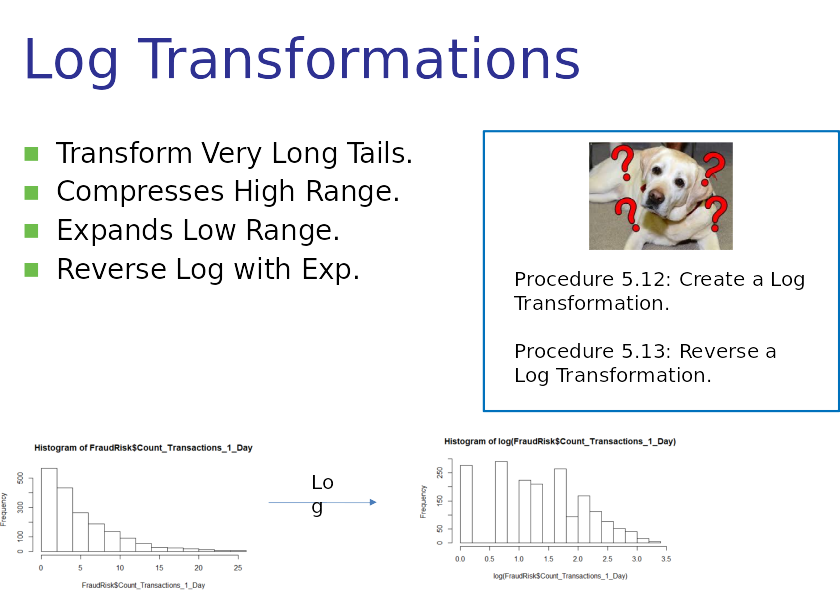 Log Transformations
Transform Very Long Tails.
Compresses High Range.
Expands Low Range.
Reverse Log with Exp.
? ? ? ?
Procedure 5.12: Create a Log
Transformation.
Procedure 5.13: Reverse a
Log Transformation.
Histogram of FraudRisk$Count_Transactions_1_Day
Frequency
0 100 300 500
0 5 10 15 20 25
FraudRisk$Count_Transactions_1_Day
Lo
g
Histogram of log(FraudRisk$Count_Transactions_1_Day)
Frequency
0 50 150 250
0.0 0.5 1.0 1.5 2.0 2.5 3.0 3.5
log(FraudRisk$Count_Transactions_1_Day)